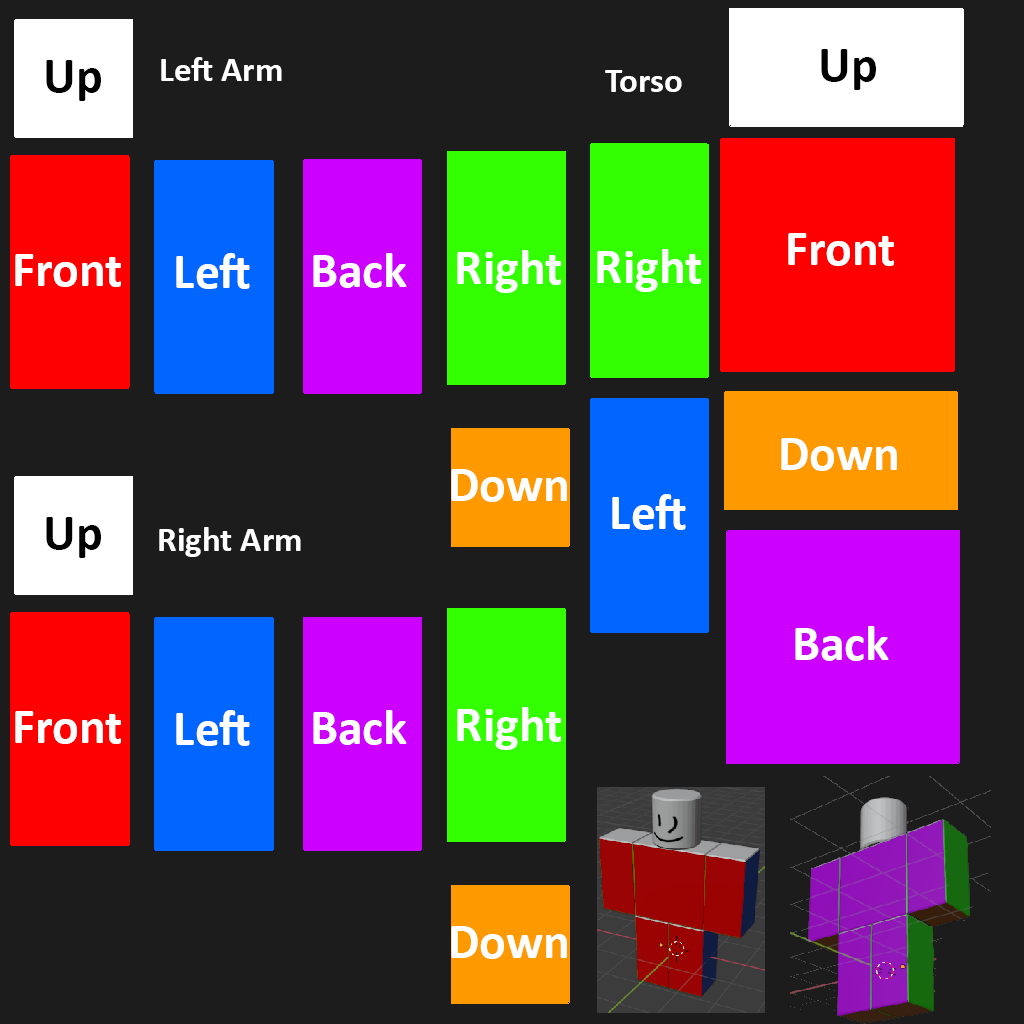 Up
Left Arm
Torso
Up
Front
Left
Back
Right
Right
Front
Down
Left
Down
Up
Right Arm
Back
Front
Left
Back
Right
Down